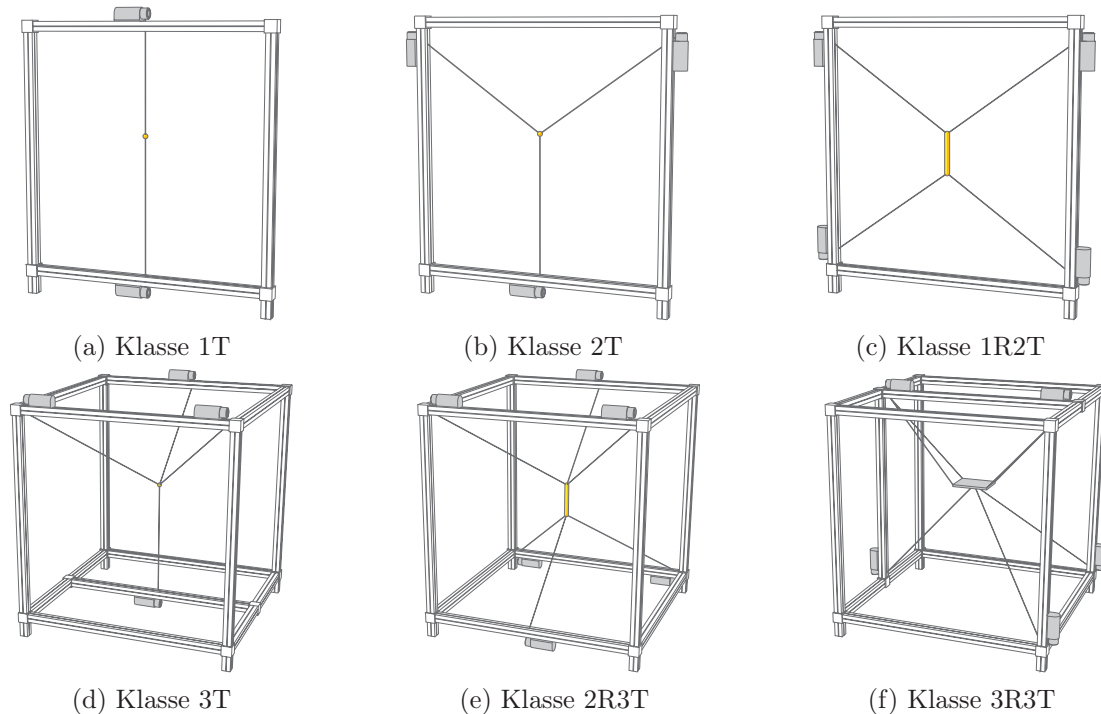 (a) Klasse 1T
(b) Klasse 2T
(c) Klasse 1R2T
(d) Klasse 3T
(e) Klasse 2R3T
(f) Klasse 3R3T